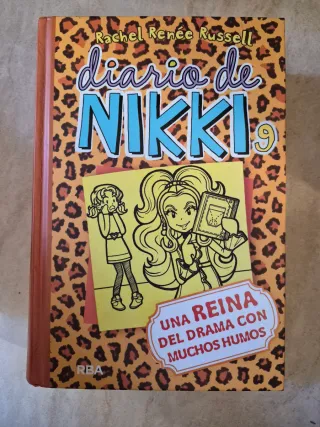 Rachel Renée Russell
diario de
NIKKI 9
UNA REINA
DEL DRAMA CON
MUCHOS HUMOS
RBA